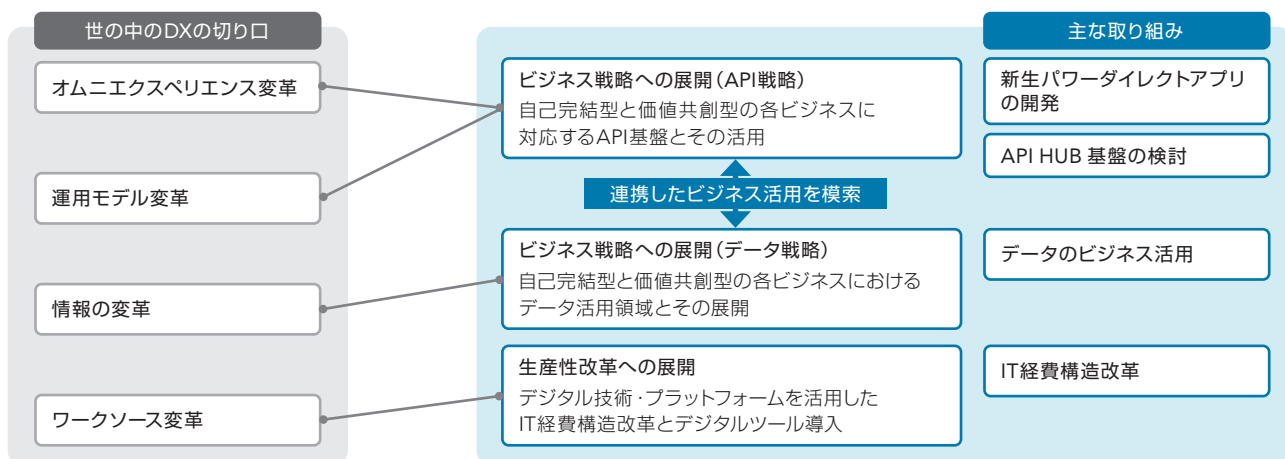 世の中のDXの切り口
オムニエクスペリエンス変革
運用モデル変革
情報の変革
ワークソース変革
ビジネス戦略への展開（API戦略）
自己完結型と価値共創型の各ビジネスに
対応するAPI基盤とその活用
連携したビジネス活用を模索
ビジネス戦略への展開（データ戦略）
自己完結型と価値共創型の各ビジネスにおける
データ活用領域とその展開
生産性改革への展開
デジタル技術・プラットフォームを活用した
IT経費構造改革とデジタルツール導入
主な取り組み
新生パワーダイレクトアプリ
の開発
API HUB 基盤の検討
データのビジネス活用
IT経費構造改革